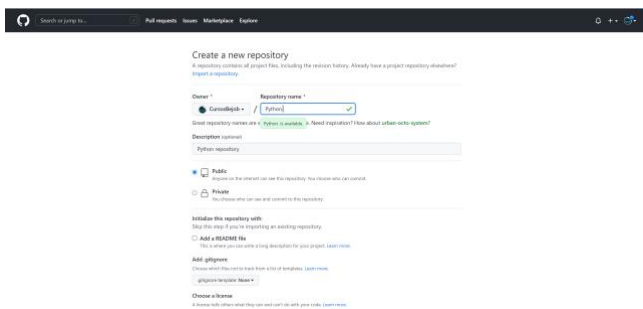 Search or jump to...
Pull requests Issues Marketplace Explore
Create a new repository
A repository contains all project files, including the revision history. Already have a project repository elsewhere?
Import a repository.
Owner * Repository name *
/ Python
Great repository names are Python is available. Need inspiration? How about urban-octo-system?
Description (optional)
Python repository
Public
Anyone on the internet can see this repository. You choose who can commit.
Private
You choose who can see and commit to this repository.
Initialize this repository with:
Skip this step if you're importing an existing repository.
Add a README file
This is where you can write a long description for your project. Learn more.
Add .gitignore
Choose which files not to track from a list of templates. Learn more.
.gitignore template: None
Choose a license
A license tells others what they can and can't do with your code. Learn more.